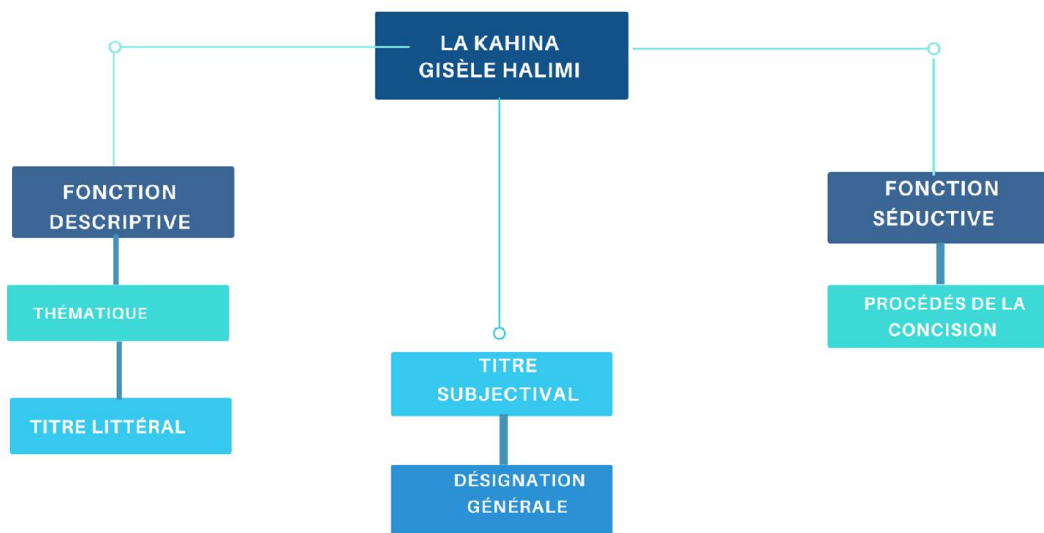 LA KAHINA
GISÈLE HALIMI
FONCTION
DESCRIPTIVE
THÉMATIQUE
TITRE LITTÉRAL
TITRE
SUBJECTIVAL
DÉSIGNATION
GÉNÉRALE
FONCTION
SÉDUCTIVE
PROCÉDÉS DE LA
CONCISION